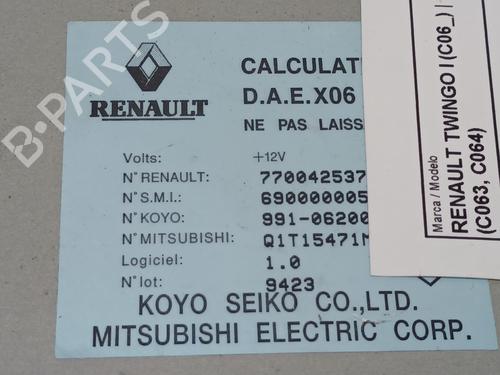 CALCULAT
RENAULT
D.A.E.X06
NE PAS LAISS
Volts: +12V
N° RENAULT: 770042537
N° S.M.I.: 690000005
N° KOYO: 991-06200
N° MITSUBISHI: Q1T15471M
Logiciel: 1.0
N° lot: 9423
KOYO SEIKO CO.,LTD.
MITSUBISHI ELECTRIC CORP.
Marca / Modelo
RENAULT TWINGO I (C06_) |
(C063, C064)
B-PARTS